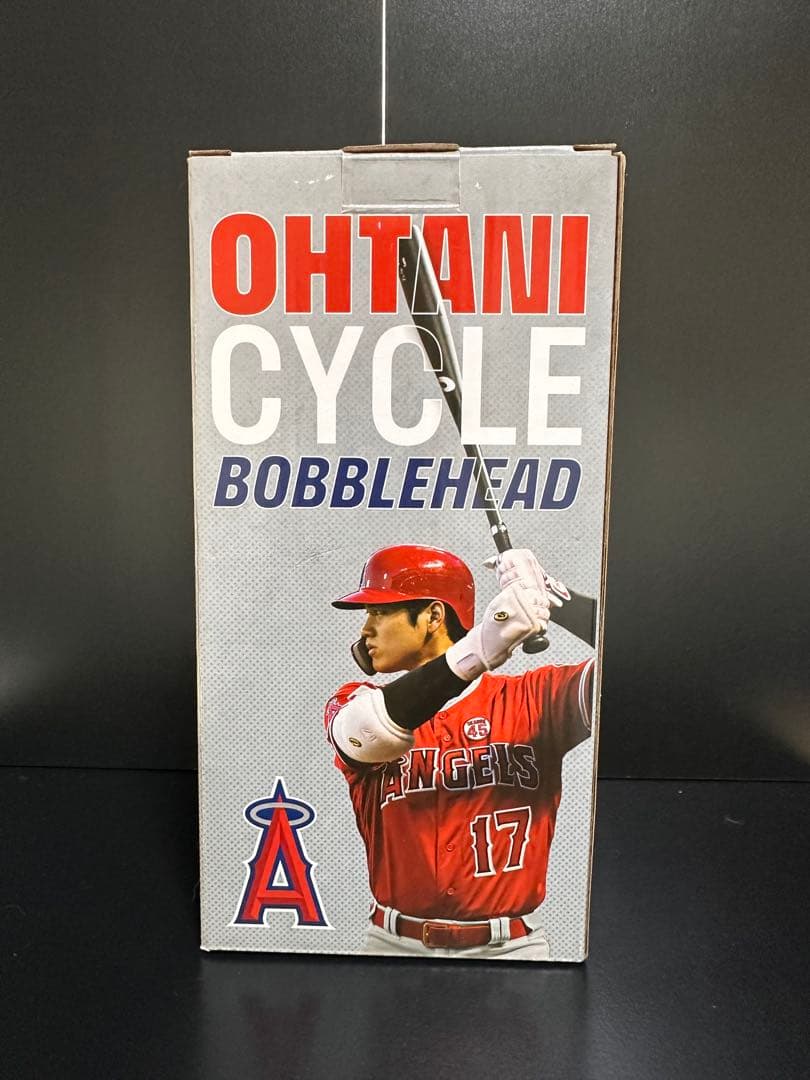 OHTANI
CYCLE
BOBBLEHEAD
45
ANGELS
17
A